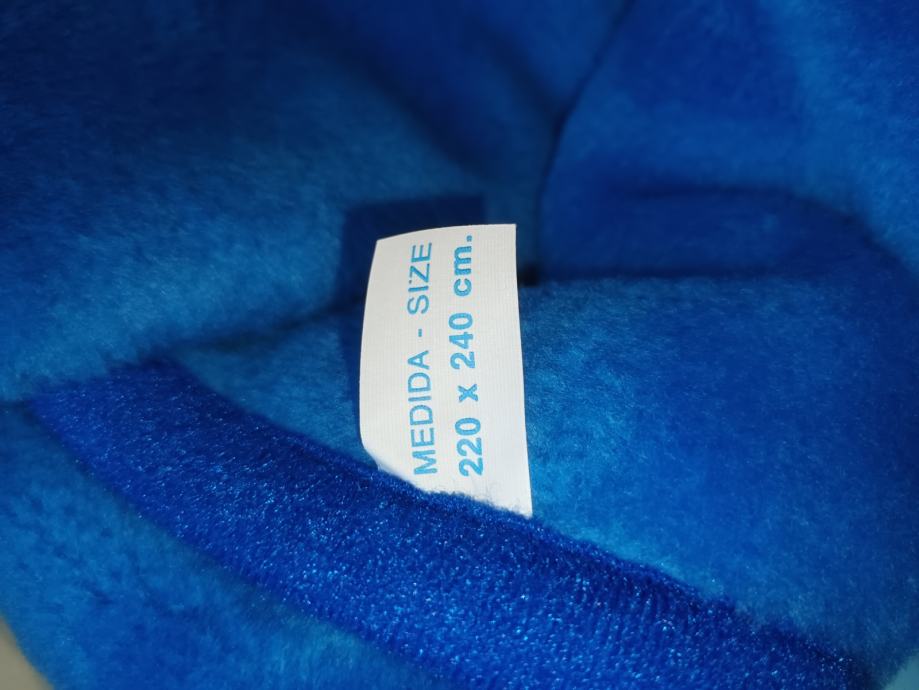 MEDIDA - SIZE
220 x 240 cm.